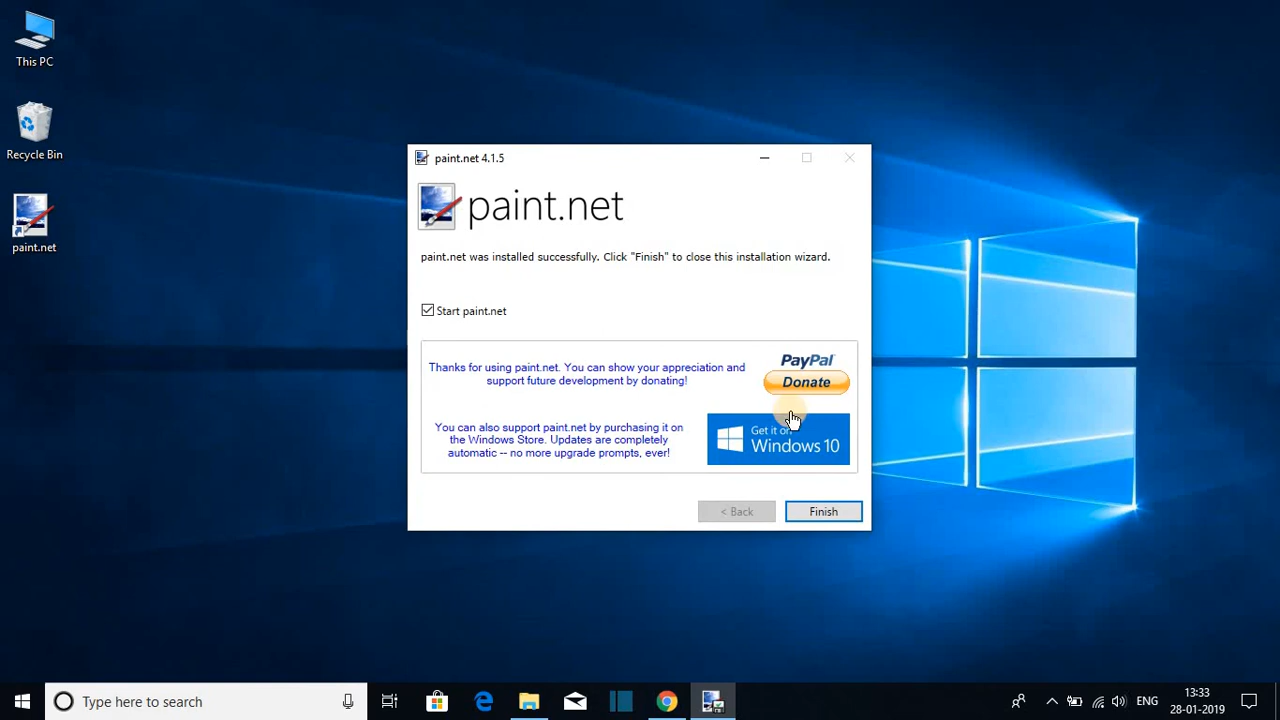 This PC
Recycle Bin
paint.net
paint.net 4.1.5
paint.net
paint.net was installed successfully. Click "Finish" to close this installation wizard.
Start paint.net
Thanks for using paint.net. You can show your appreciation and
support future development by donating!
PayPal
Donate
You can also support paint.net by purchasing it on
the Windows Store. Updates are completely
automatic -- no more upgrade prompts, ever!
Get it on
Windows 10
< Back
Finish
Type here to search
ENG
13:33
28-01-2019